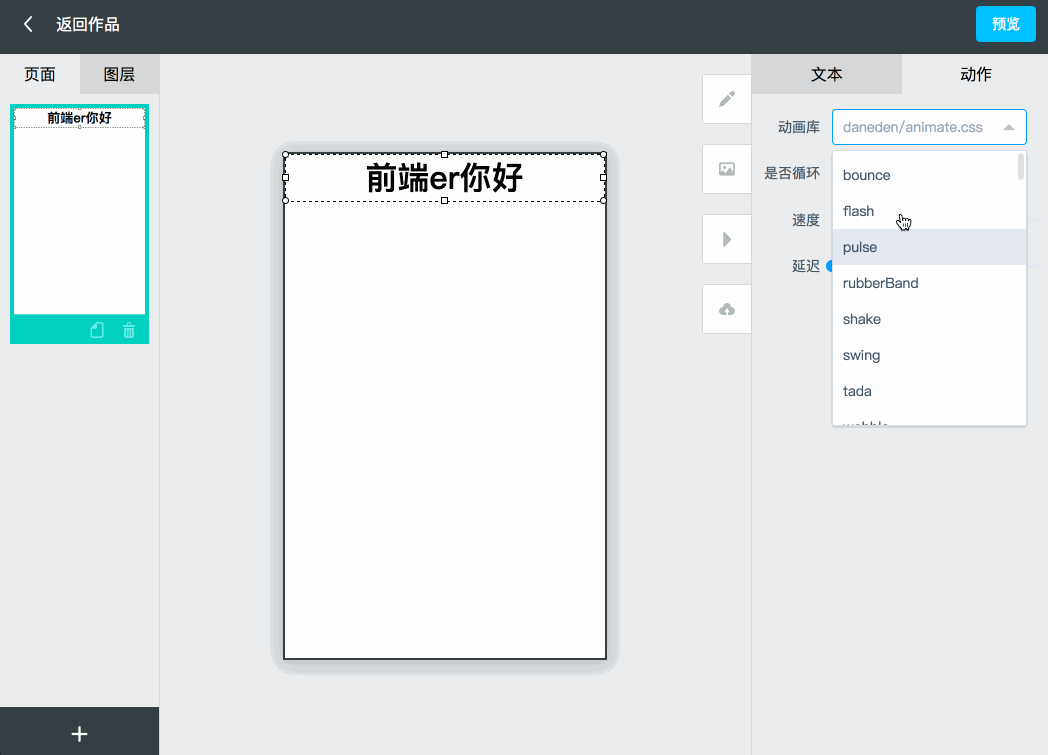 返回作品
预览
页面
图层
前端er你好
前端er你好
文本
动作
动画库
daneden/animate.css
是否循环
速度
延迟
bounce
flash
pulse
rubberBand
shake
swing
tada